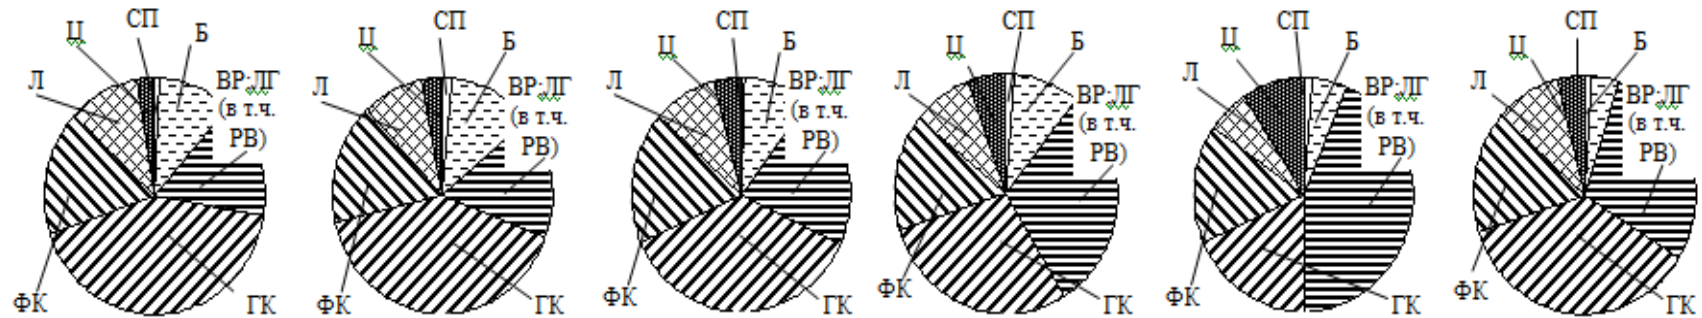 СП
Ц
Б
Л
ВР;ЛГ
(в т.ч.
РВ)
ФК
ГК
СП
Ц
Б
Л
ВР;ЛГ
(в т.ч.
РВ)
ФК
ГК
СП
Ц
Б
Л
ВР;ЛГ
(в т.ч.
РВ)
ФК
ГК
СП
Ц
Б
Л
ВР;ЛГ
(в т.ч.
РВ)
ФК
ГК
СП
Ц
Б
Л
ВР;ЛГ
(в т.ч.
РВ)
ФК
ГК
СП
Ц
Б
Л
ВР;ЛГ
(в т.ч.
РВ)
ФК
ГК